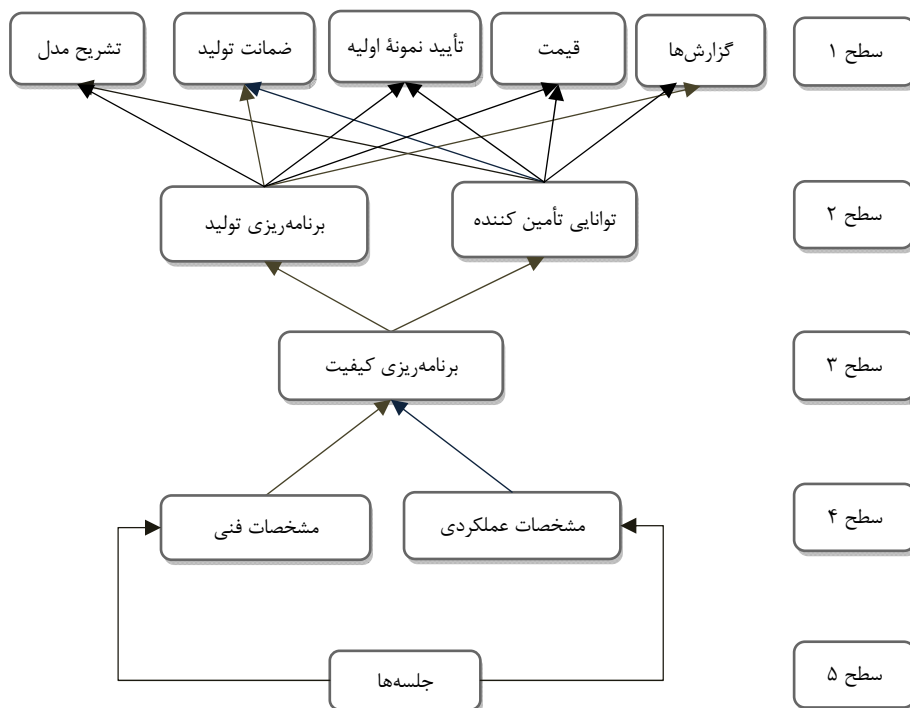 سطح ۱
گزارش‌ها
قیمت
تأیید نمونۀ اولیه
ضمانت تولید
تشریح مدل
سطح ۲
توانایی تأمین کننده
برنامه‌ریزی تولید
سطح ۳
برنامه‌ریزی کیفیت
سطح ۴
مشخصات عملکردی
مشخصات فنی
سطح ۵
جلسه‌ها